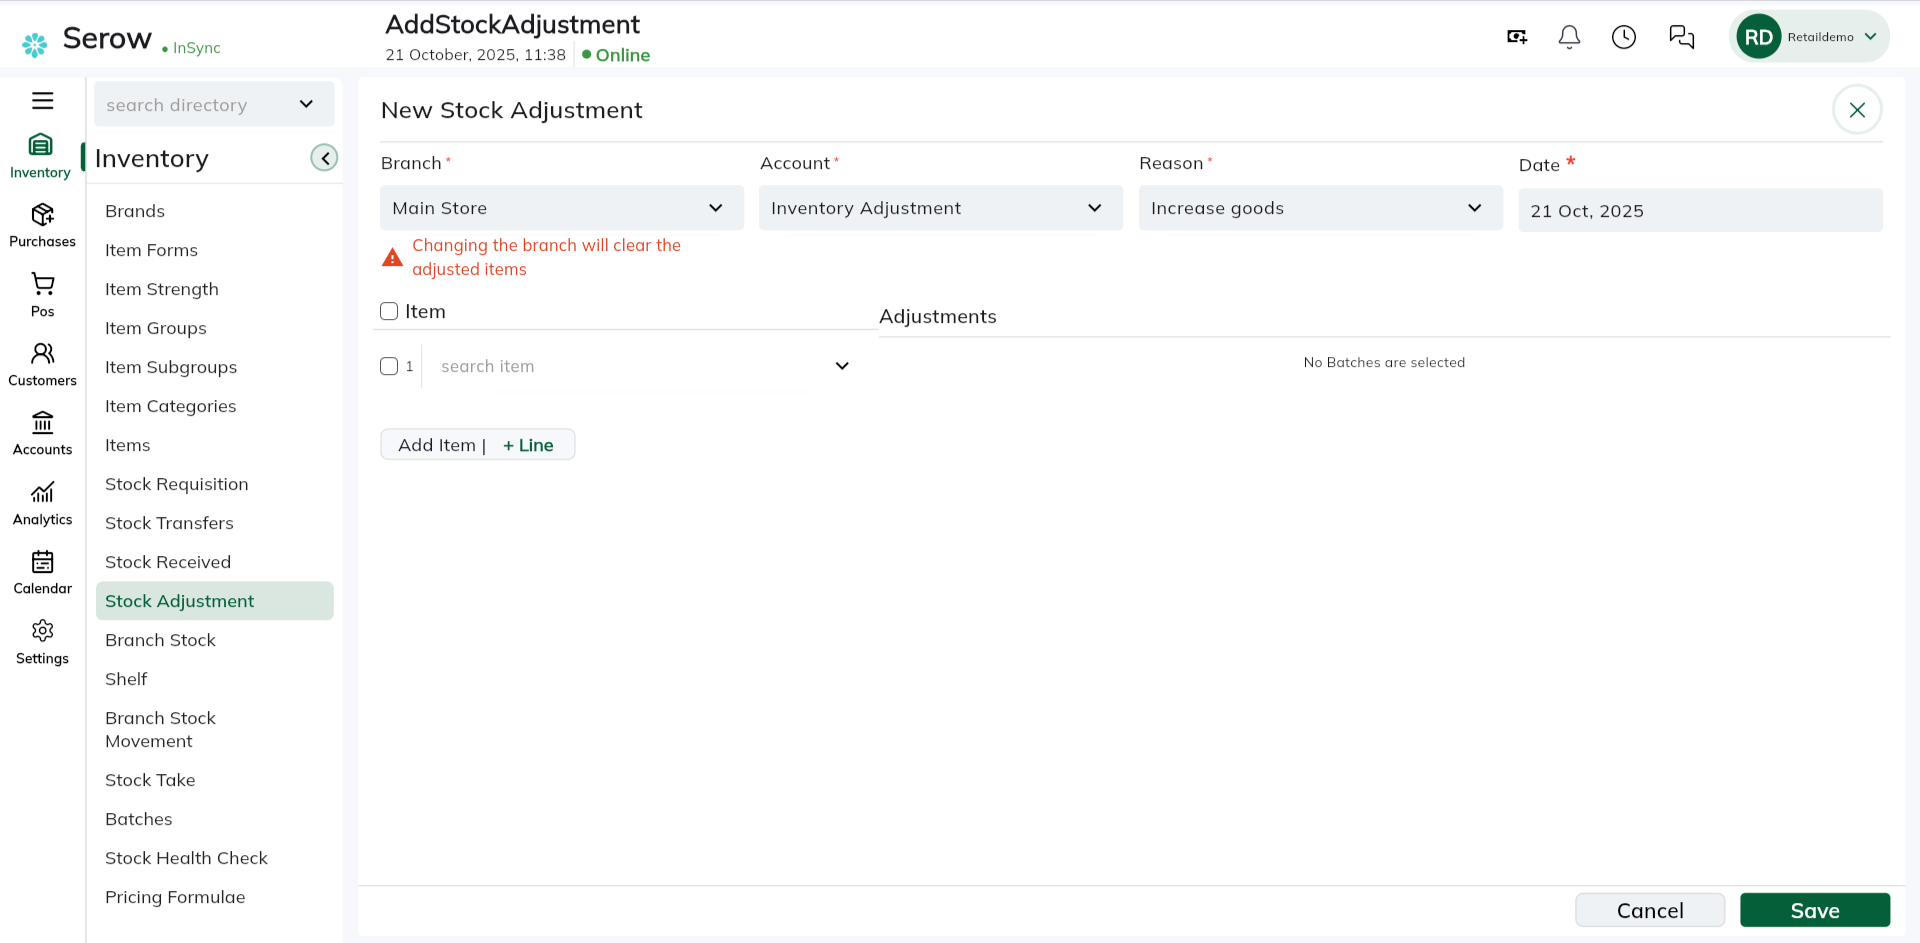 Serow
InSync
AddStockAdjustment
21 October, 2025, 11:38
Online
RD
Retaildemo
Inventory
Purchases
Pos
Customers
Accounts
Analytics
Calendar
Settings
search directory
Inventory
Brands
Item Forms
Item Strength
Item Groups
Item Subgroups
Item Categories
Items
Stock Requisition
Stock Transfers
Stock Received
Stock Adjustment
Branch Stock
Shelf
Branch Stock
Movement
Stock Take
Batches
Stock Health Check
Pricing Formulae
New Stock Adjustment
Branch *
Account *
Reason *
Date *
Main Store
Inventory Adjustment
Increase goods
21 Oct, 2025
Changing the branch will clear the
adjusted items
Item
Adjustments
1
search item
No Batches are selected
Add Item | + Line
Cancel
Save